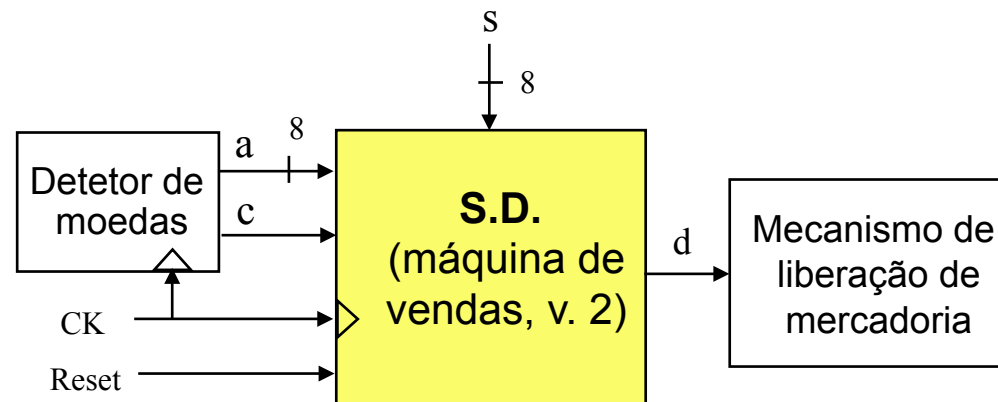 s
8
8
a
Detetor de
moedas
c
S.D.
(máquina de
vendas, v. 2)
d
Mecanismo de
liberação de
mercadoria
CK
Reset